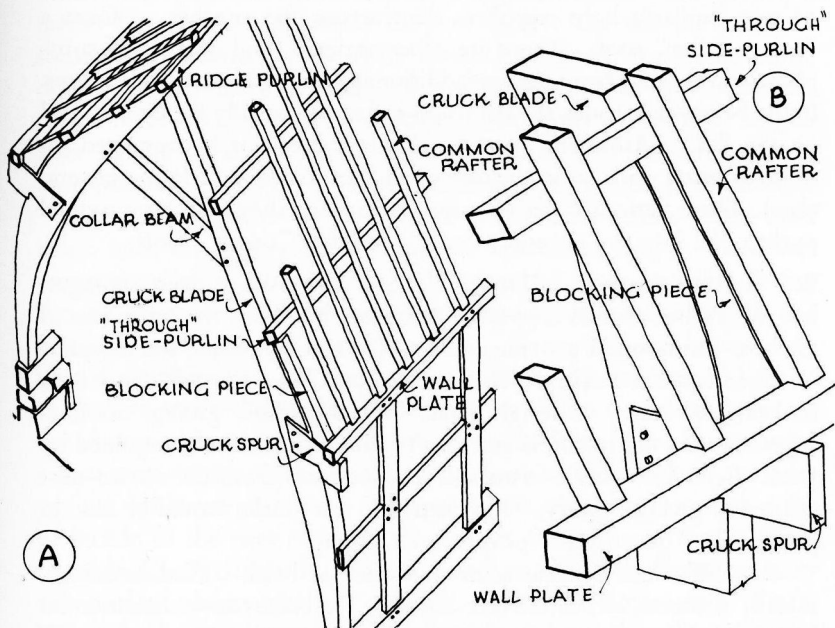 RIDGE PURLIN
COMMON
RAFTER
COLLAR BEAM
CRUCK BLADE
"THROUGH"
SIDE-PURLIN
BLOCKING PIECE
WALL
PLATE
CRUCK SPUR
A
"THROUGH"
SIDE-PURLIN
B
CRUCK BLADE
COMMON
RAFTER
BLOCKING PIECE
CRUCK SPUR
WALL PLATE